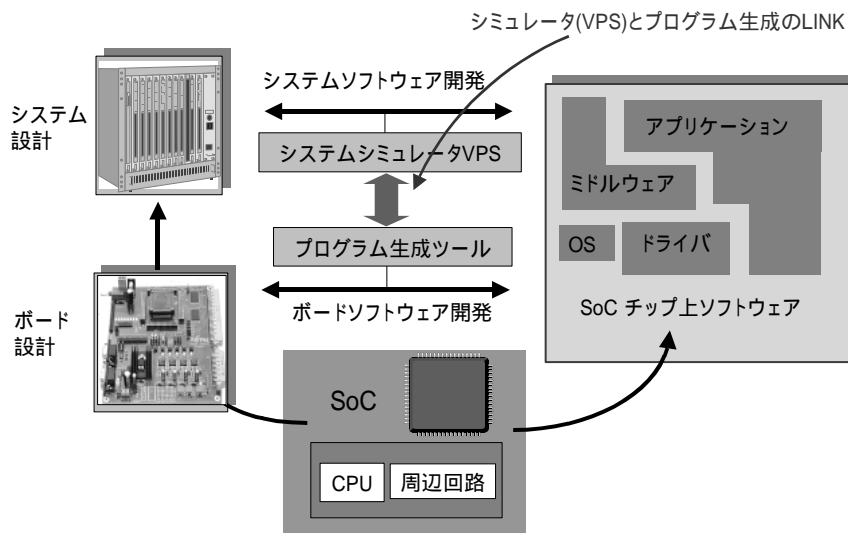 シミュレータ(VPS)とプログラム生成のLINK
システムソフトウェア開発
システム
設計
システムシミュレータVPS
プログラム生成ツール
ボードソフトウェア開発
ボード
設計
アプリケーション
ミドルウェア
OS
ドライバ
SoC チップ上ソフトウェア
SoC
CPU
周辺回路